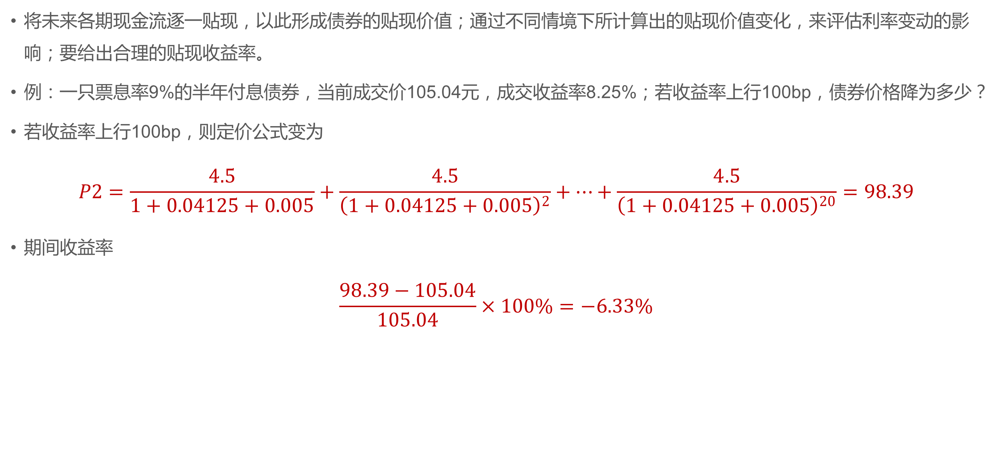 • 将未来各期现金流逐一贴现，以此形成债券的贴现价值；通过不同情境下所计算出的贴现价值变化，来评估利率变动的影
响；要给出合理的贴现收益率。
• 例：一只票息率9%的半年付息债券，当前成交价105.04元，成交收益率8.25%；若收益率上行100bp，债券价格降为多少？
• 若收益率上行100bp，则定价公式变为
P2 = 4.5/(1 + 0.04125 + 0.005) + 4.5/(1 + 0.04125 + 0.005)^2 + ⋯ + 4.5/(1 + 0.04125 + 0.005)^20 = 98.39
• 期间收益率
(98.39 − 105.04)/105.04 × 100% = −6.33%